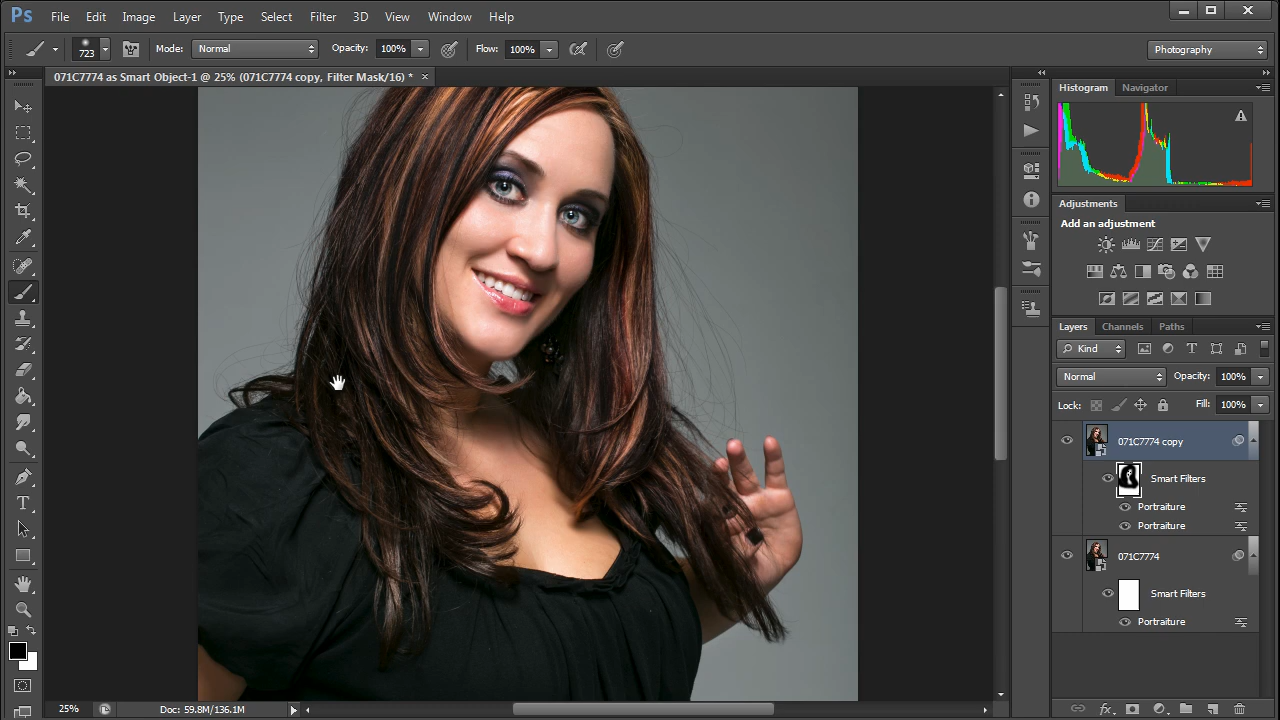 Ps File Edit Image Layer Type Select Filter 3D View Window Help
723 Mode: Normal Opacity: 100% Flow: 100% Photography
071C7774 as Smart Object-1 @ 25% (071C7774 copy, Filter Mask/16) * ×
Histogram Navigator
Adjustments
Add an adjustment
Layers Channels Paths
Kind T
Normal Opacity: 100%
Lock: Fill: 100%
071C7774 copy
Smart Filters
Portraiture
Portraiture
071C7774
Smart Filters
Portraiture
T
25% Doc: 59.8M/136.1M
fx